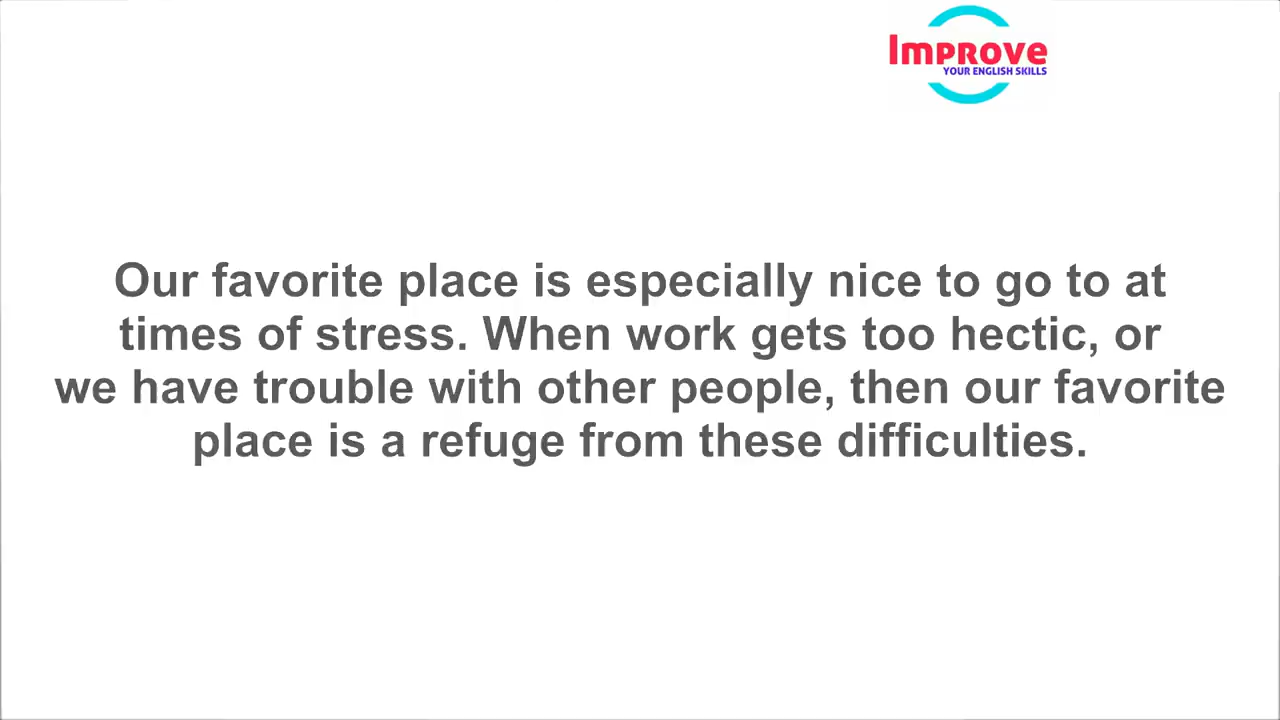 Improve
YOUR ENGLISH SKILLS
Our favorite place is especially nice to go to at
times of stress. When work gets too hectic, or
we have trouble with other people, then our favorite
place is a refuge from these difficulties.